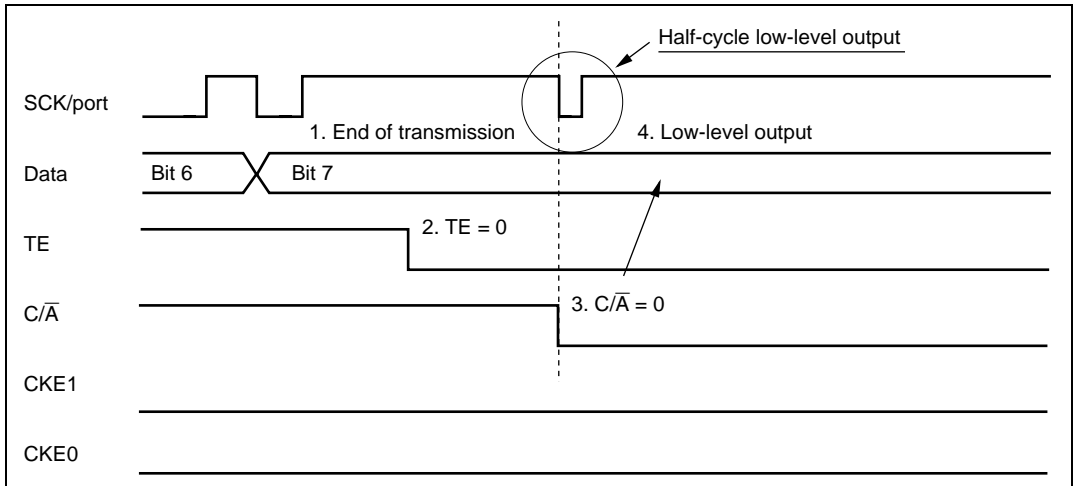 Half-cycle low-level output
SCK/port
1. End of transmission
4. Low-level output
Data
Bit 6
Bit 7
TE
2. TE = 0
C/A̅
3. C/A̅ = 0
CKE1
CKE0